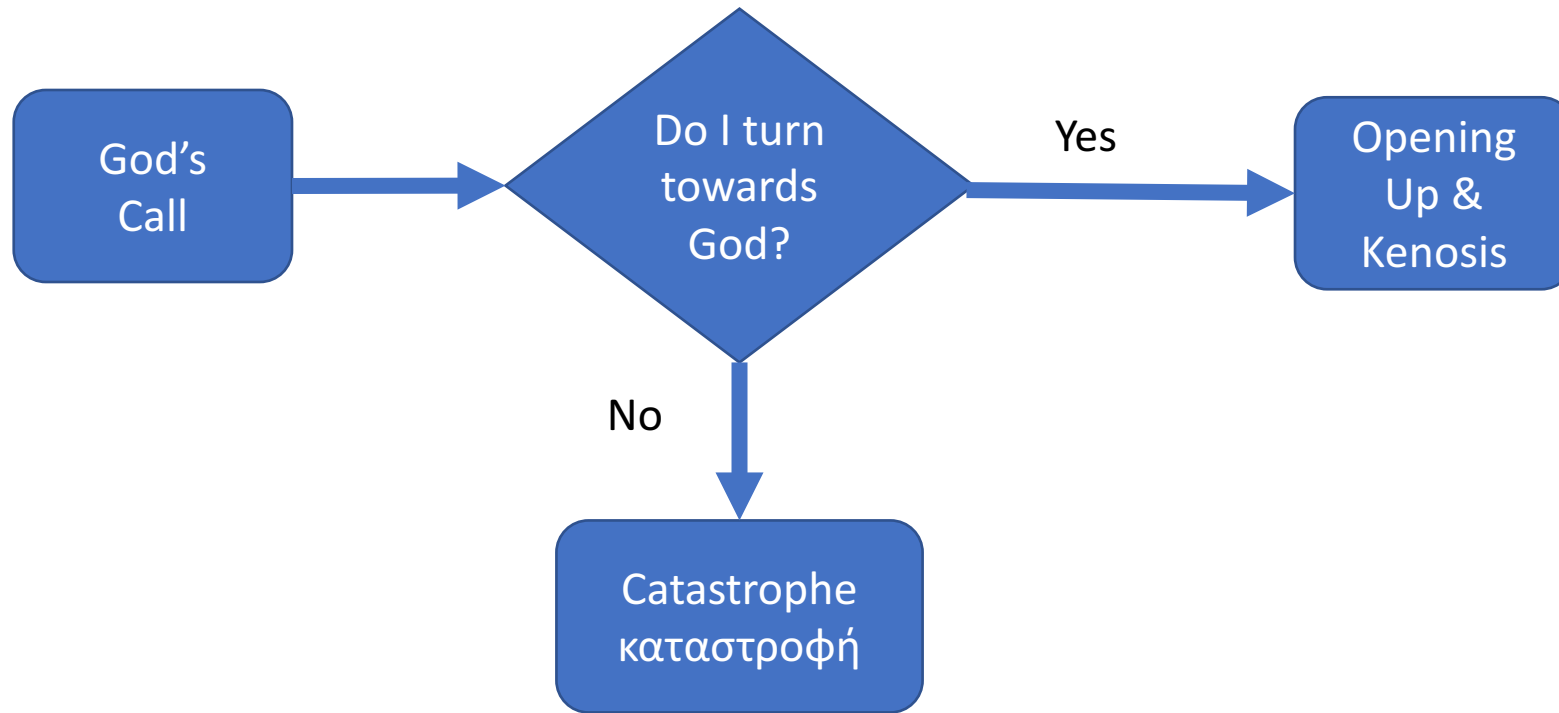 God’s
Call
Do I turn
towards
God?
Yes
Opening
Up &
Kenosis
No
Catastrophe
καταστροφή